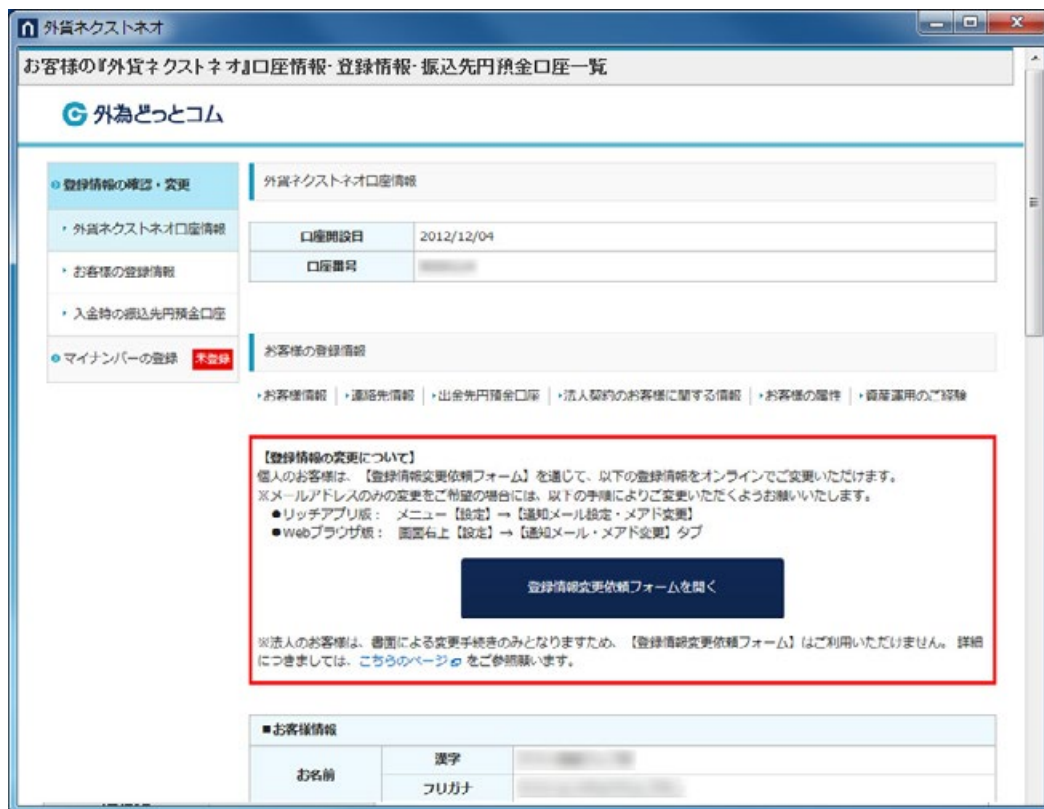 外貨ネクストネオ
お客様の『外貨ネクストネオ』口座情報・登録情報・振込先円預金口座一覧
外為どっとコム
登録情報の確認・変更
外貨ネクストネオ口座情報
お客様の登録情報
入金時の振込先円預金口座
マイナンバーの登録 未登録
外貨ネクストネオ口座情報
口座開設日 2012/12/04
口座番号
お客様の登録情報
お客様情報 連絡先情報 出金先円預金口座 法人契約のお客様に関する情報 お客様の属性 資産運用のご経験
【登録情報の変更について】
個人のお客様は、【登録情報変更依頼フォーム】を通じて、以下の登録情報をオンラインでご変更いただけます。
※メールアドレスのみの変更をご希望の場合には、以下の手順によりご変更いただくようお願いいたします。
●リッチアプリ版： メニュー【設定】→【通知メール設定・メアド変更】
●Webブラウザ版： 画面右上【設定】→【通知メール・メアド変更】タブ
登録情報変更依頼フォームを開く
※法人のお客様は、書面による変更手続きのみとなりますため、【登録情報変更依頼フォーム】はご利用いただけません。 詳細
につきましては、こちらのページ をご参照願います。
■お客様情報
お名前
漢字
フリガナ